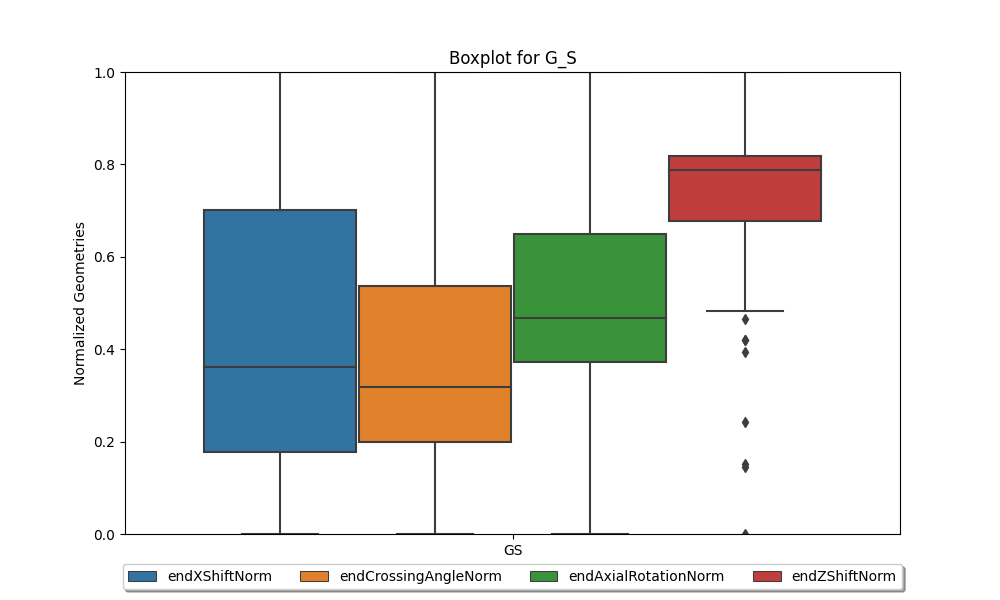 Boxplot for G_S
1.0
0.8
0.6
0.4
0.2
0.0
Normalized Geometries
GS
endXShiftNorm endCrossingAngleNorm endAxialRotationNorm endZShiftNorm